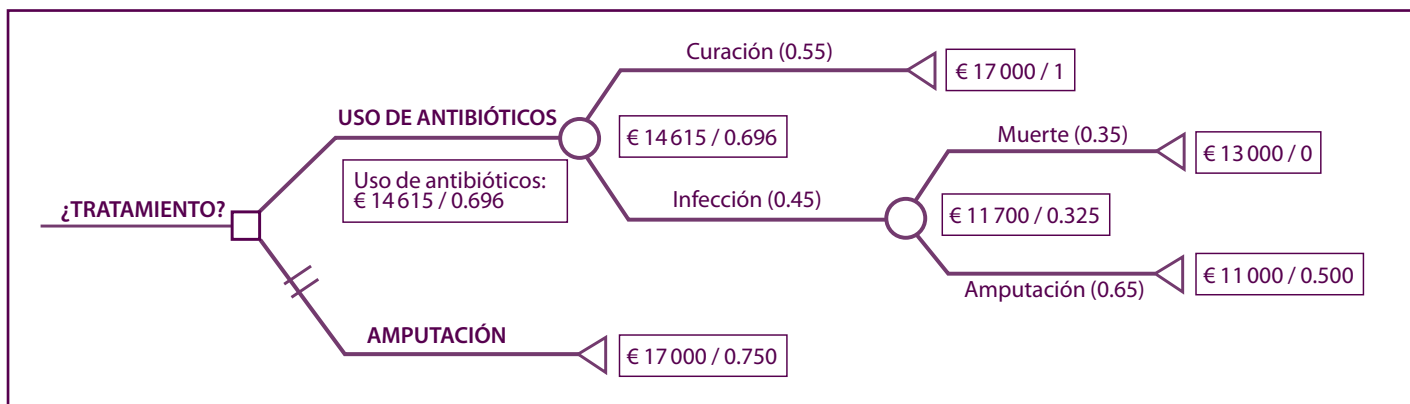 Curación (0.55)
€ 17 000 / 1
USO DE ANTIBIÓTICOS
€ 14 615 / 0.696
Muerte (0.35)
€ 13 000 / 0
Uso de antibióticos:
€ 14 615 / 0.696
Infección (0.45)
¿TRATAMIENTO?
€ 11 700 / 0.325
€ 11 000 / 0.500
Amputación (0.65)
AMPUTACIÓN
€ 17 000 / 0.750